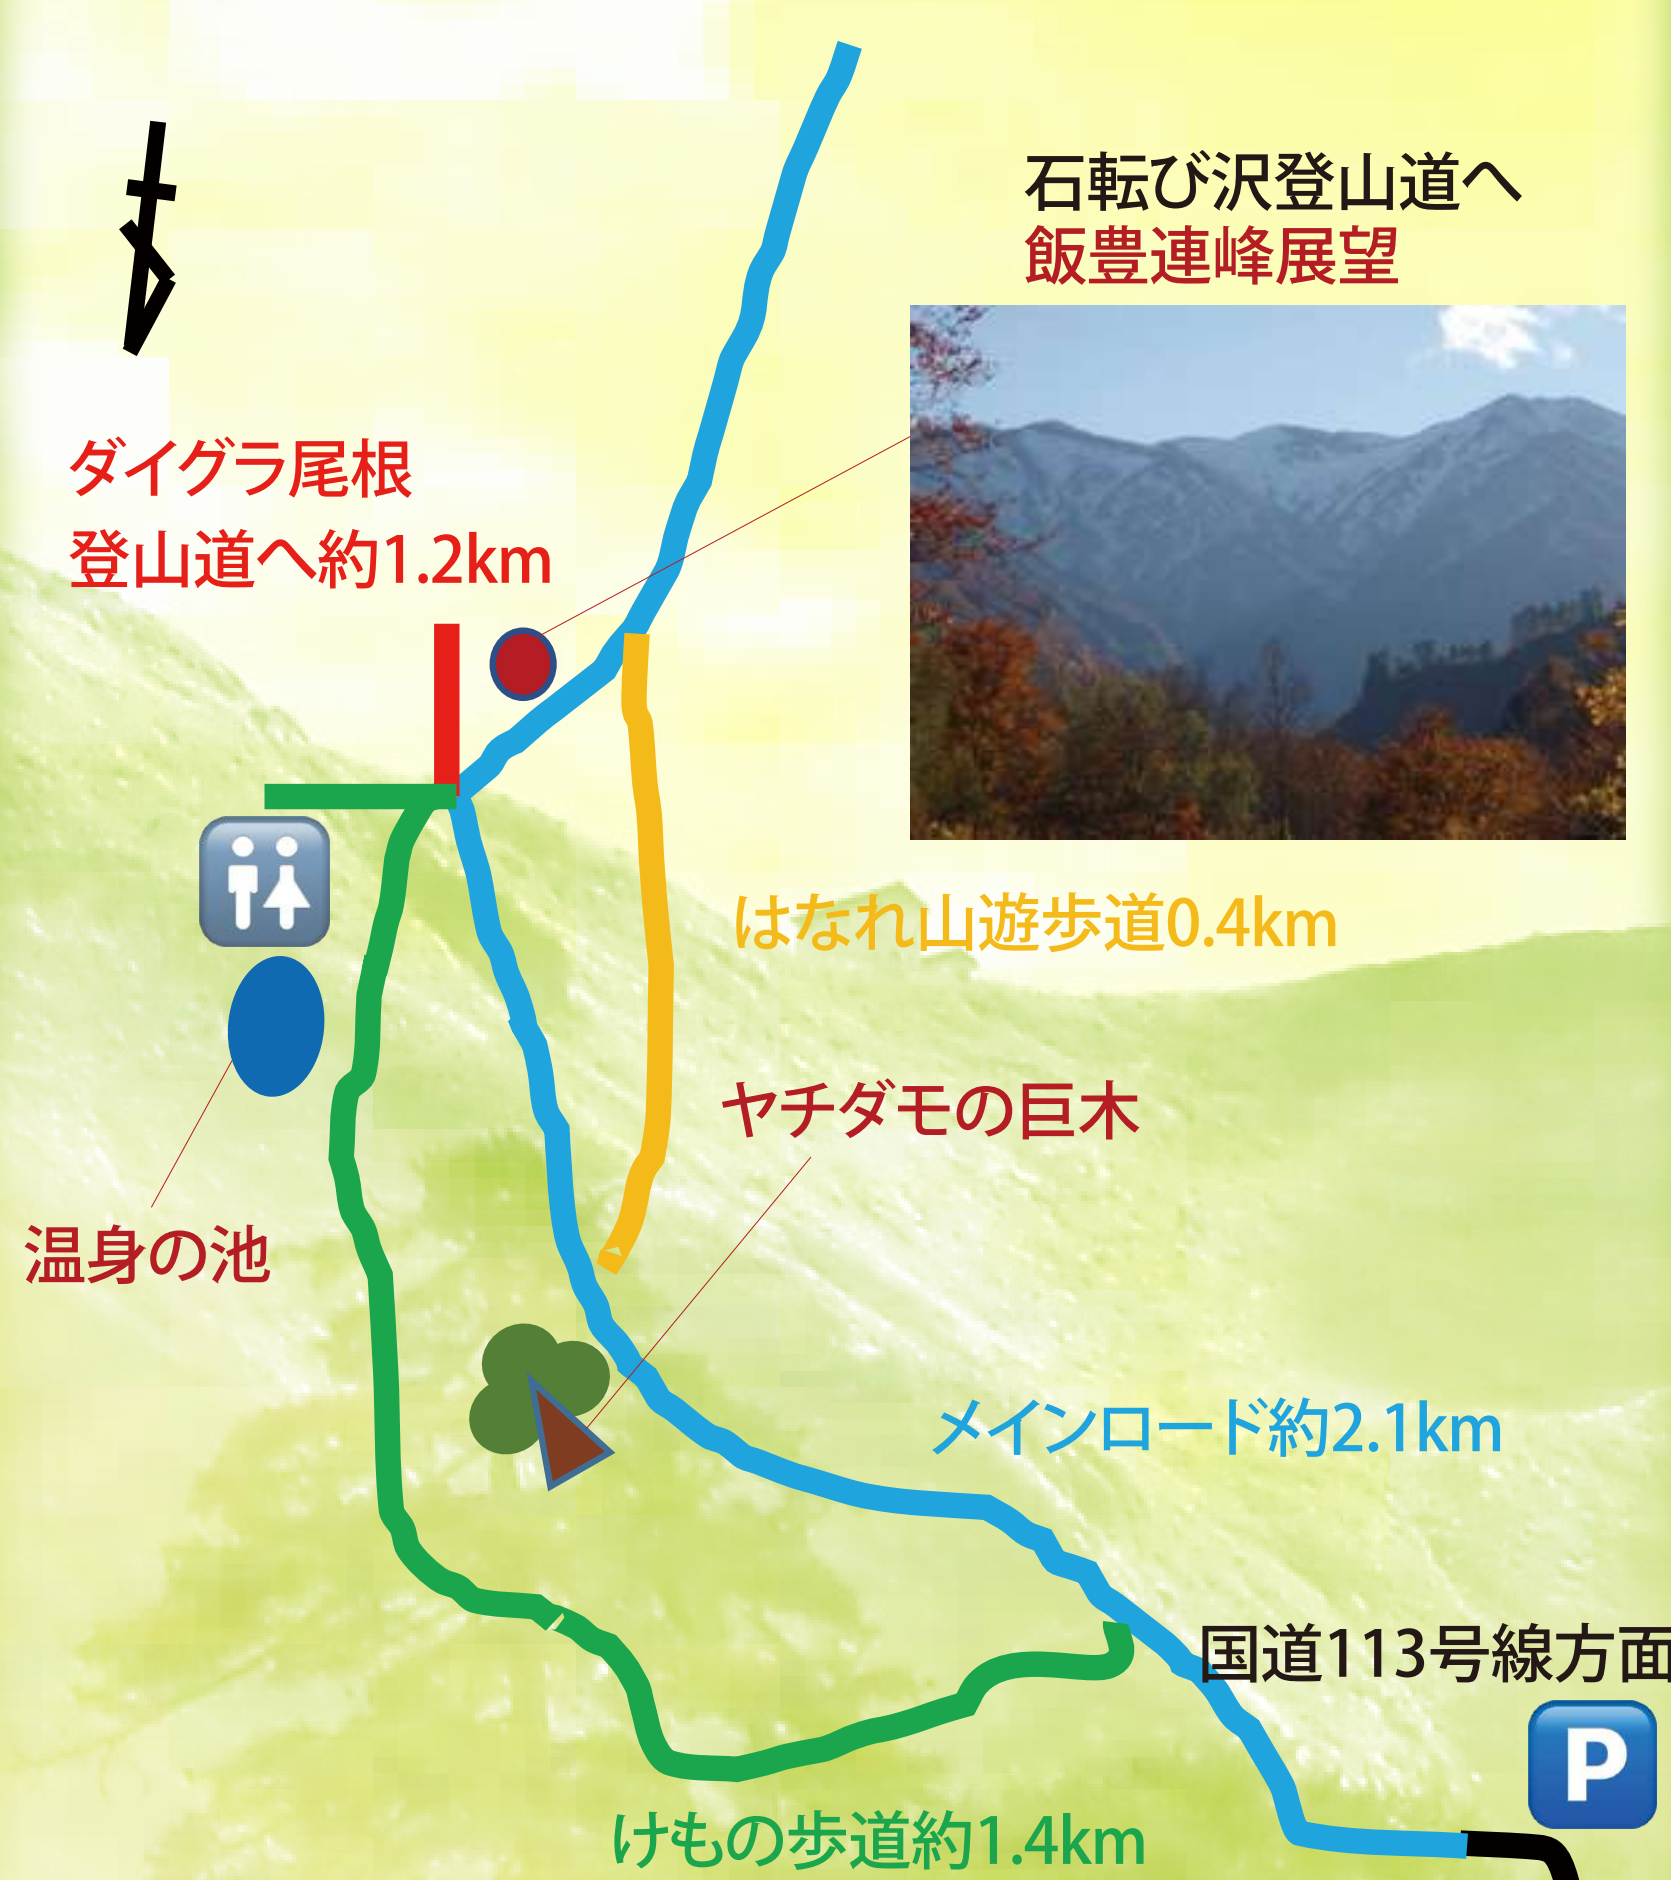 石転び沢登山道へ
飯豊連峰展望
ダイグラ尾根
登山道へ約1.2km
はなれ山遊歩道0.4km
ヤチダモの巨木
温身の池
メインロード約2.1km
国道113号線方面
P
けもの歩道約1.4km